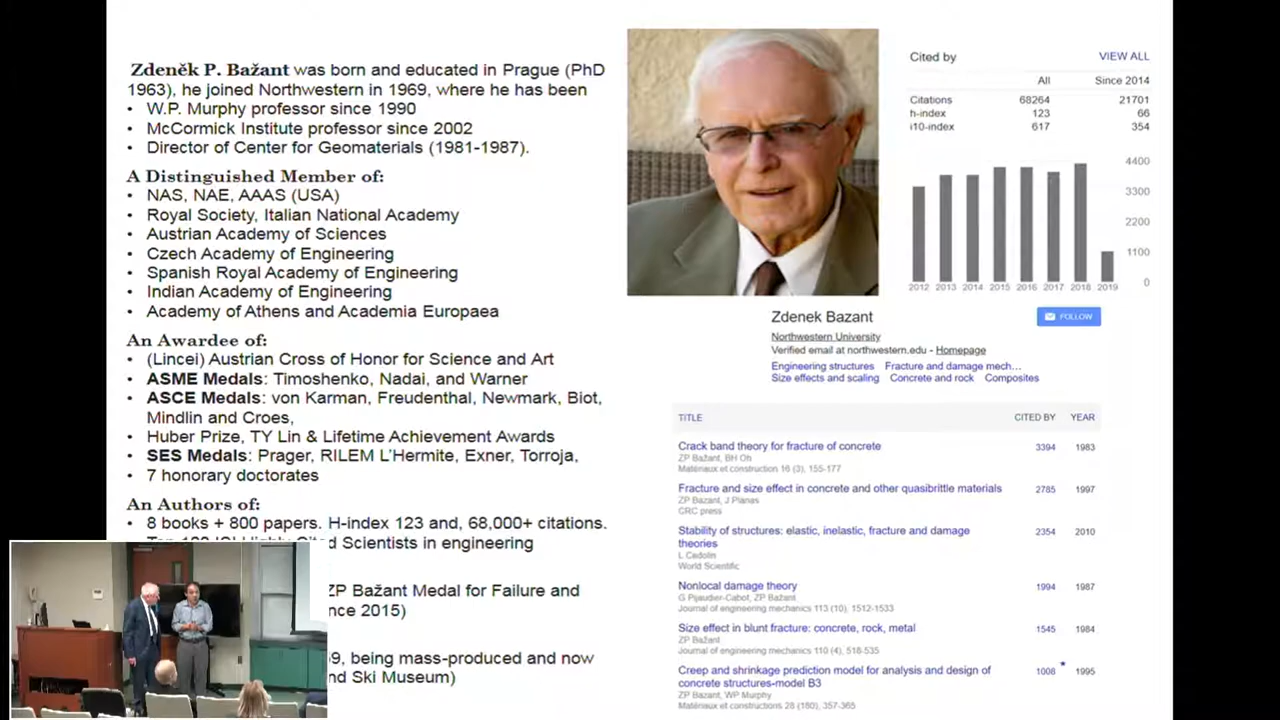 Zdeněk P. Bažant was born and educated in Prague (PhD
1963), he joined Northwestern in 1969, where he has been
• W.P. Murphy professor since 1990
• McCormick Institute professor since 2002
• Director of Center for Geomaterials (1981-1987).
A Distinguished Member of:
• NAS, NAE, AAAS (USA)
• Royal Society, Italian National Academy
• Austrian Academy of Sciences
• Czech Academy of Engineering
• Spanish Royal Academy of Engineering
• Indian Academy of Engineering
• Academy of Athens and Academia Europaea
An Awardee of:
• (Lincei) Austrian Cross of Honor for Science and Art
• ASME Medals: Timoshenko, Nadai, and Warner
• ASCE Medals: von Karman, Freudenthal, Newmark, Biot,
Mindlin and Croes,
• Huber Prize, TY Lin & Lifetime Achievement Awards
• SES Medals: Prager, RILEM L'Hermite, Exner, Torroja,
• 7 honorary doctorates
An Authors of:
• 8 books + 800 papers. H-index 123 and, 68,000+ citations.
d Scientists in engineering
ZP Bažant Medal for Failure and
nce 2015)
9, being mass-produced and now
nd Ski Museum)
Cited by VIEW ALL
All Since 2014
Citations 68264 21701
h-index 123 66
i10-index 617 354
4400
3300
2200
1100
0
2012 2013 2014 2015 2016 2017 2018 2019
Zdenek Bazant
FOLLOW
Northwestern University
Verified email at northwestern.edu - Homepage
Engineering structures Fracture and damage mech...
Size effects and scaling Concrete and rock Composites
TITLE CITED BY YEAR
Crack band theory for fracture of concrete 3394 1983
ZP Bažant, BH Oh
Matériaux et construction 16 (3), 155-177
Fracture and size effect in concrete and other quasibrittle materials 2785 1997
ZP Bazant, J Planas
CRC press
Stability of structures: elastic, inelastic, fracture and damage 2354 2010
theories
L Cedolin
World Scientific
Nonlocal damage theory 1994 1987
G Pijaudier-Cabot, ZP Bažant
Journal of engineering mechanics 113 (10), 1512-1533
Size effect in blunt fracture: concrete, rock, metal 1545 1984
ZP Bažant
Journal of engineering mechanics 110 (4), 518-535
Creep and shrinkage prediction model for analysis and design of 1008 * 1995
concrete structures-model B3
ZP Bazant, WP Murphy
Matériaux et constructions 28 (180), 357-365